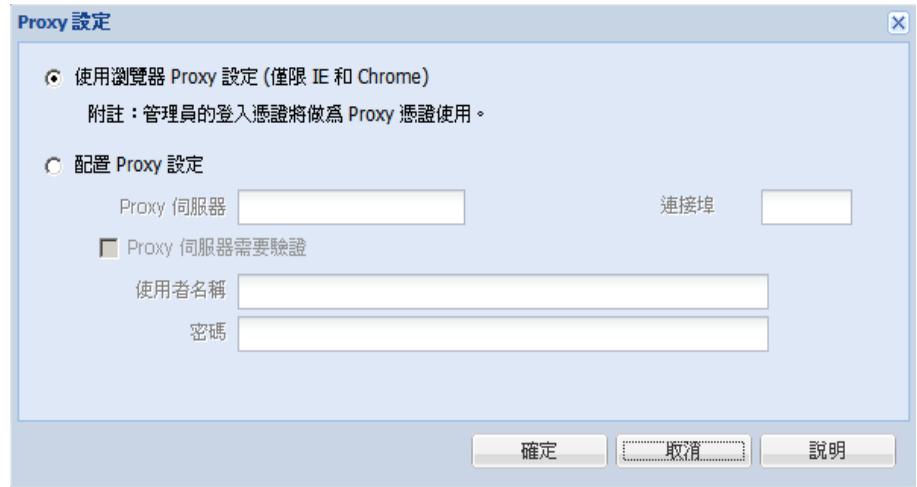 Proxy 設定
使用瀏覽器 Proxy 設定 (僅限 IE 和 Chrome)
附註：管理員的登入憑證將做爲 Proxy 憑證使用。
配置 Proxy 設定
Proxy 伺服器 連接埠
Proxy 伺服器需要驗證
使用者名稱
密碼
確定 取消 說明